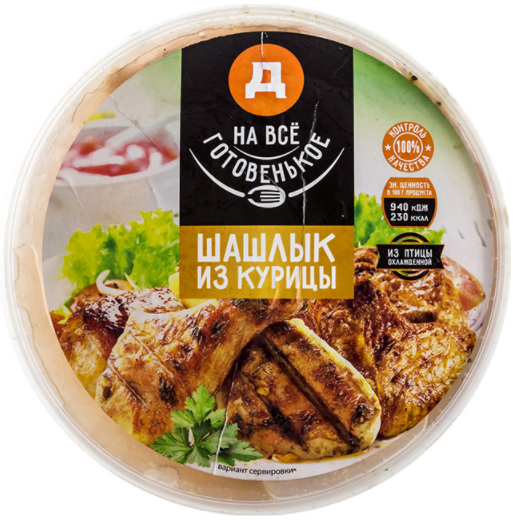 Д
НА ВСЁ
ГОТОВЕНЬКОЕ
КОНТРОЛЬ
100%
КАЧЕСТВА
ЭН. ЦЕННОСТЬ
В 100 Г ПРОДУКТА
940 КДЖ
230 ККАЛ
ИЗ ПТИЦЫ
ОХЛАЖДЕННОЙ
ШАШЛЫК
ИЗ КУРИЦЫ
вариант сервировки*